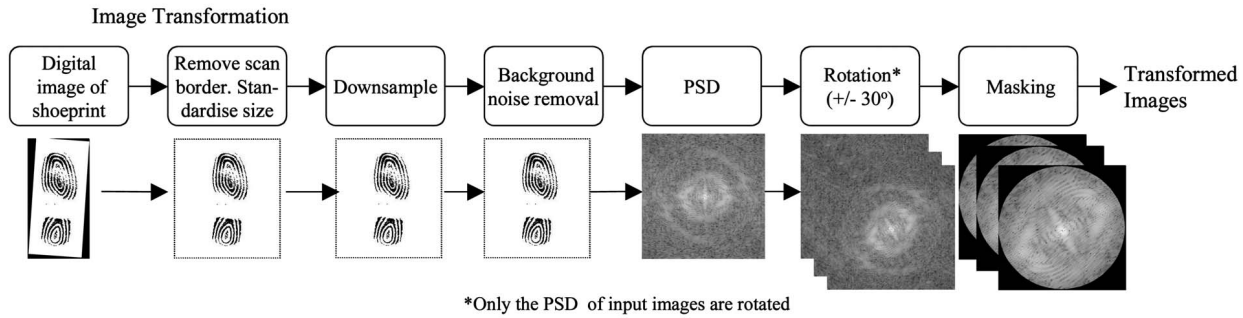 Image Transformation
Digital
image of
shoeprint
Remove scan
border. Stan-
dardise size
Downsample
Background
noise removal
PSD
Rotation*
(+/- 30º)
Masking
Transformed
Images
*Only the PSD of input images are rotated